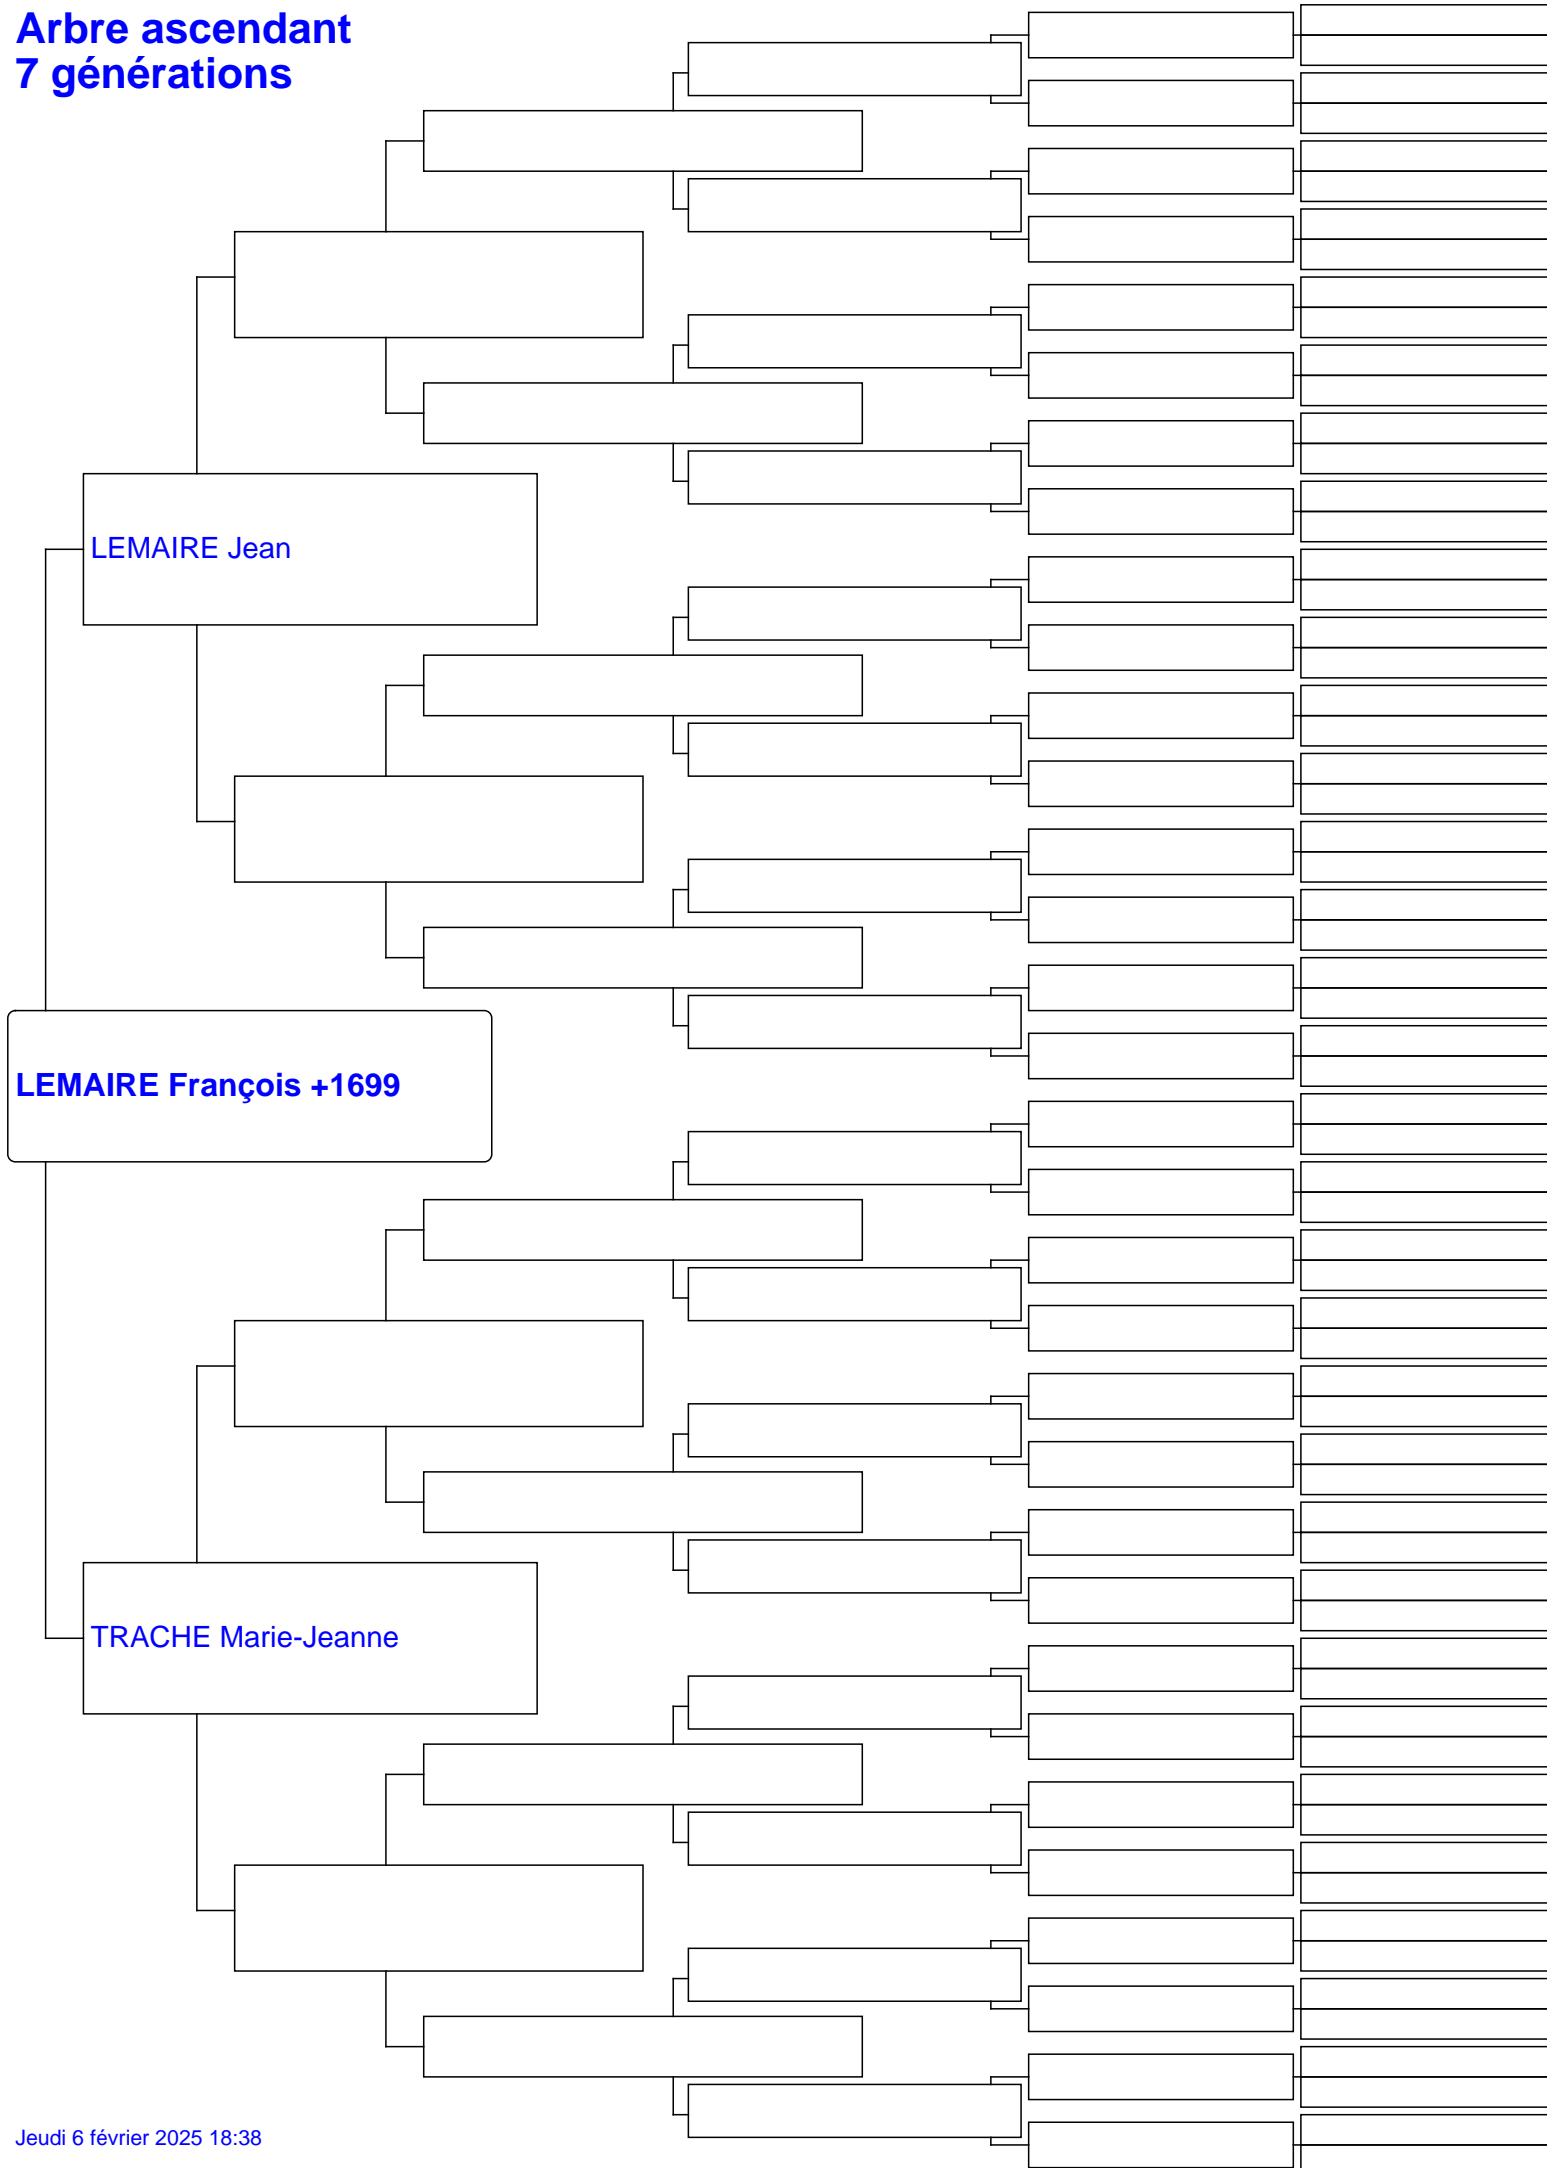 Arbre ascendant
7 générations
LEMAIRE Jean
LEMAIRE François +1699
TRACHE Marie-Jeanne
Jeudi 6 février 2025 18:38